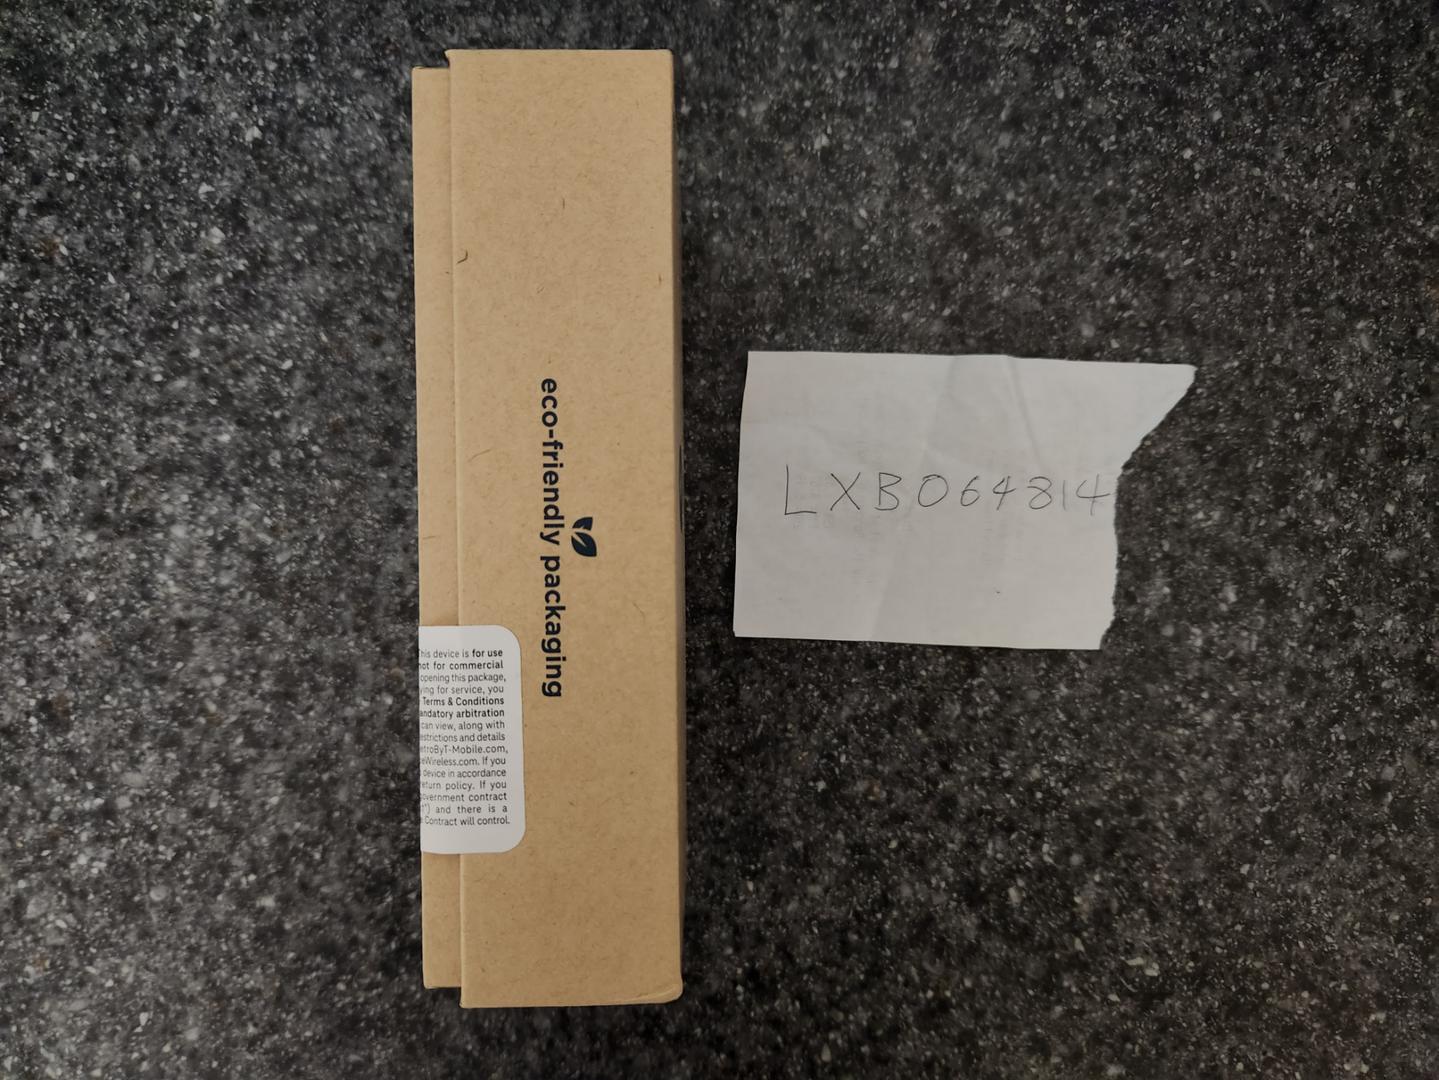 eco-friendly packaging
his device is for use
not for commercial
opening this package,
ying for service, you
Terms & Conditions
andatory arbitration
can view, along with
estrictions and details
etroByT-Mobile.com,
eWireless.com. If you
device in accordance
eturn policy. If you
government contract
") and there is a
Contract will control.
LXB064814